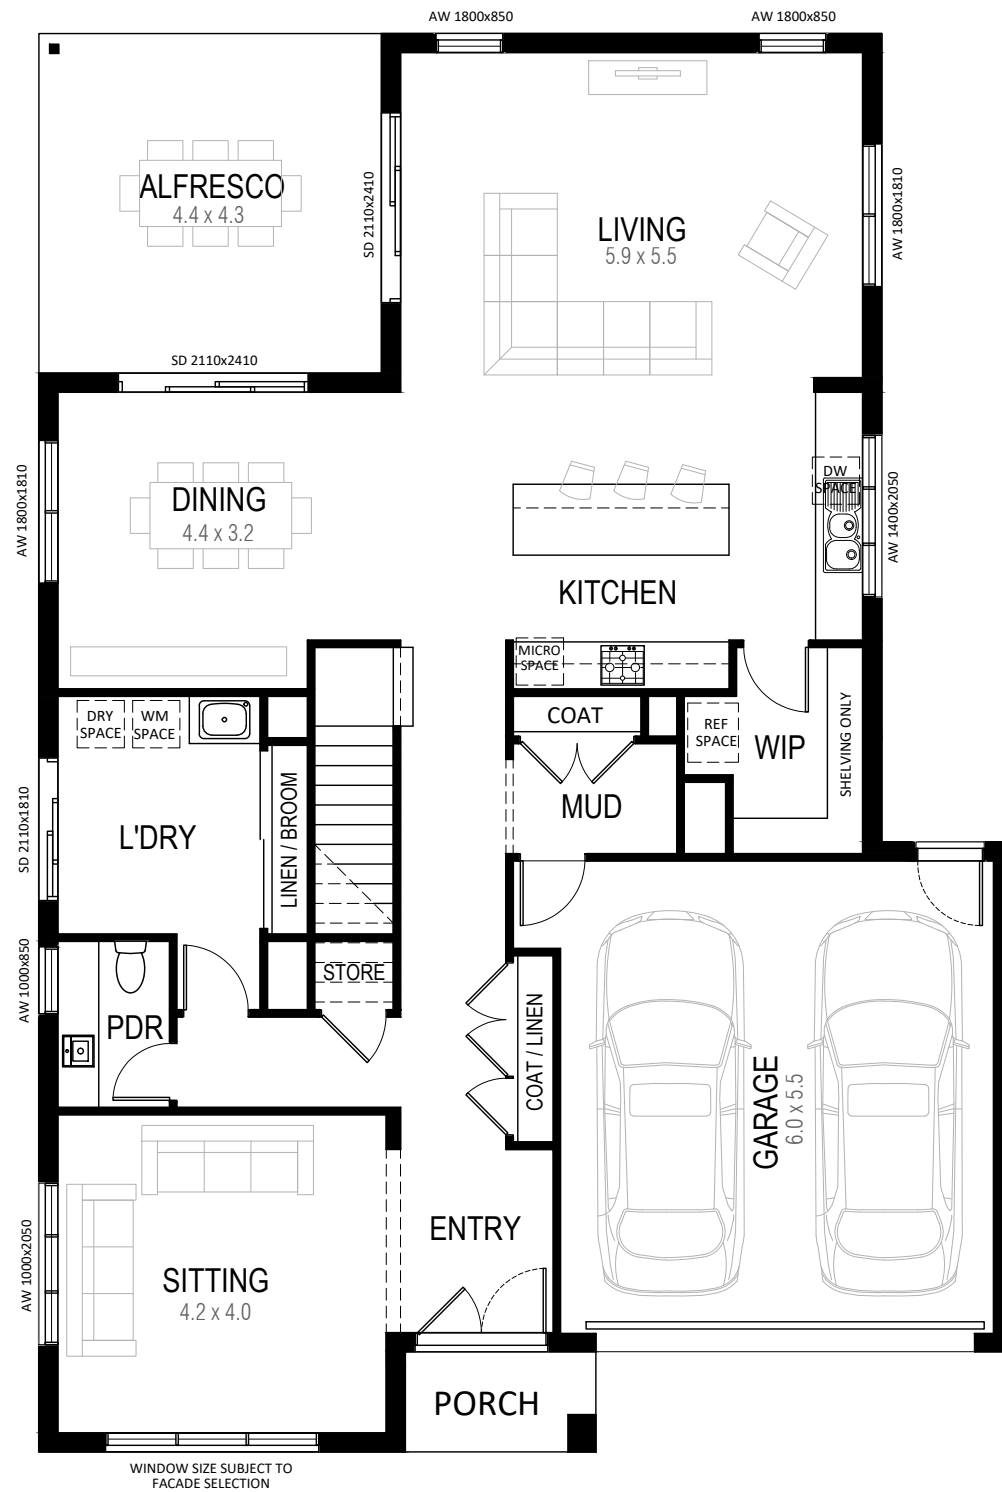 AW 1800x850
AW 1800x850
ALFRESCO
4.4 x 4.3
SD 2110x2410
LIVING
5.9 x 5.5
AW 1800x1810
SD 2110x2410
AW 1800x1810
DINING
4.4 x 3.2
DW
SPACE
AW 1400x2050
KITCHEN
MICRO
SPACE
DRY
SPACE
WM
SPACE
COAT
REF
SPACE
WIP
SHELVING ONLY
SD 2110x1810
L'DRY
LINEN / BROOM
MUD
AW 1000x850
STORE
PDR
COAT / LINEN
GARAGE
6.0 x 5.5
AW 1000x2050
SITTING
4.2 x 4.0
ENTRY
PORCH
WINDOW SIZE SUBJECT TO
FACADE SELECTION